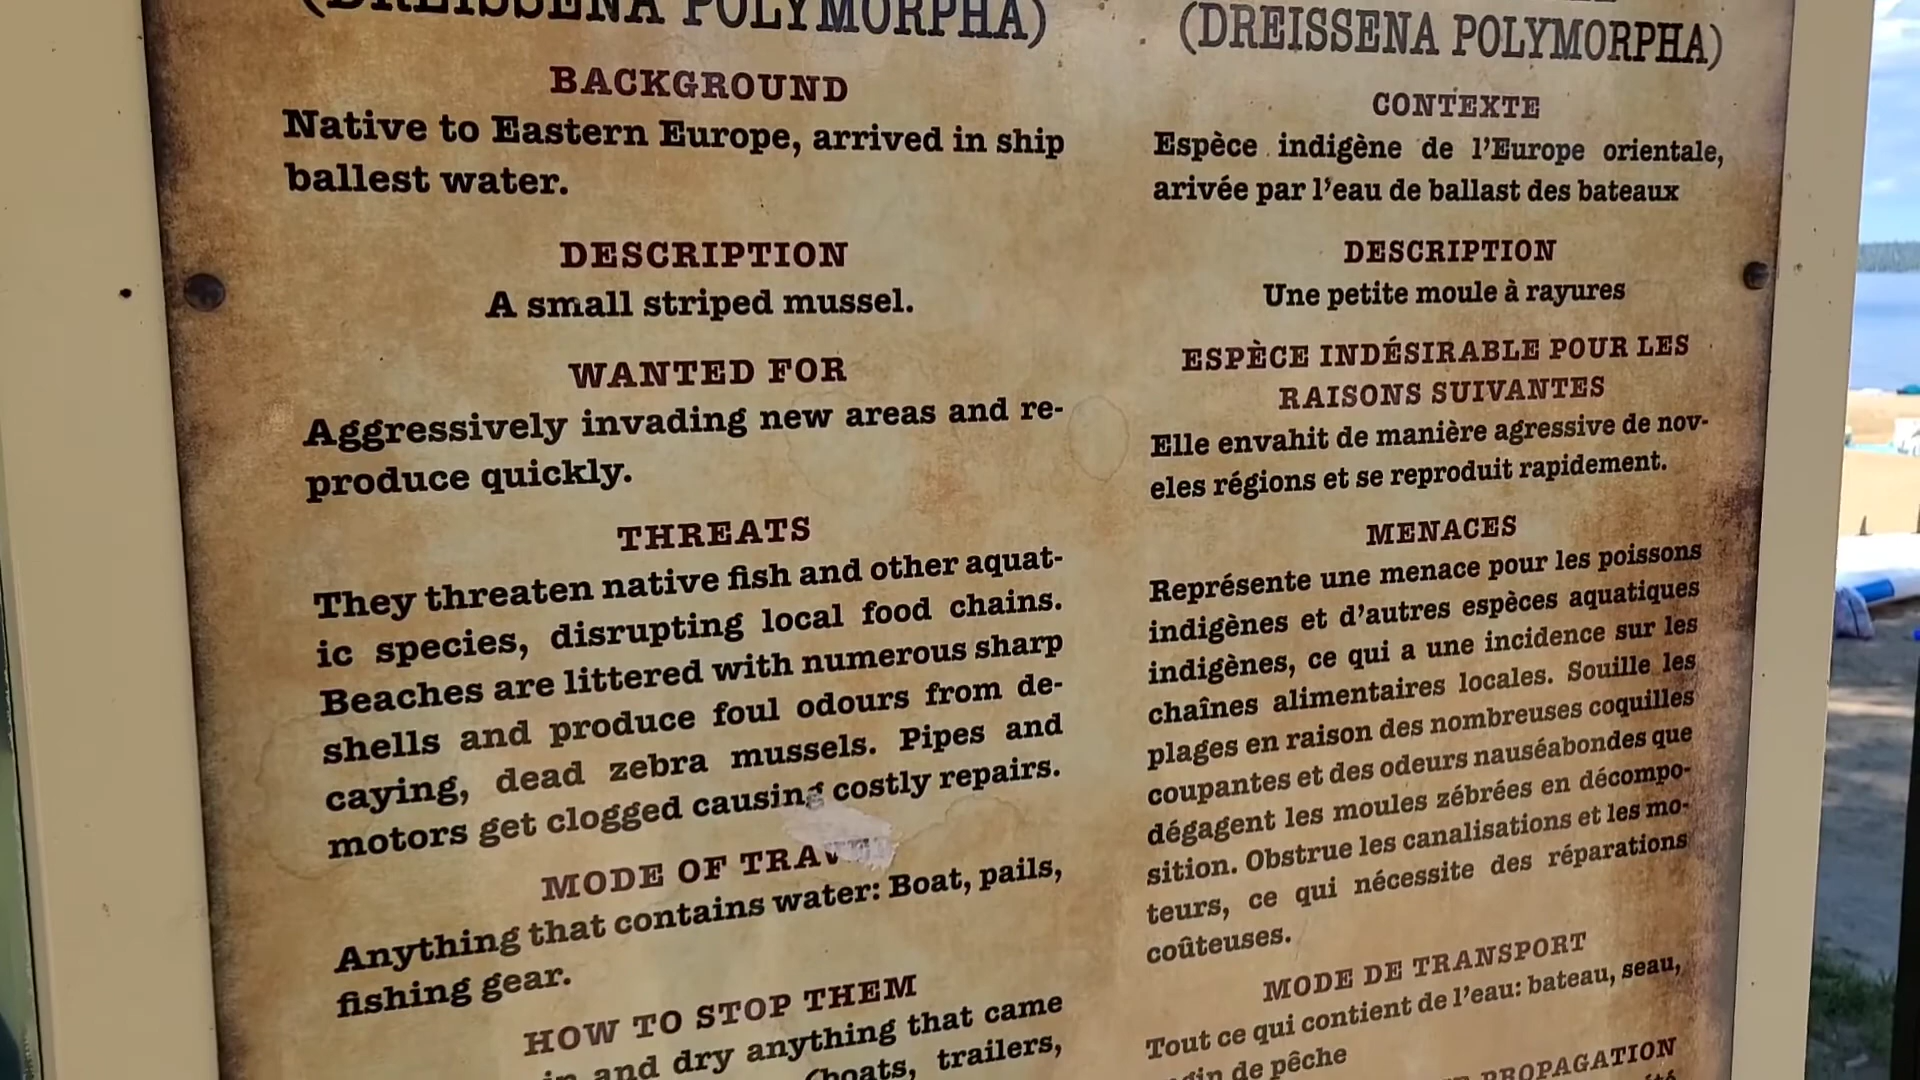 (DREISSENA POLYMORPHA)
BACKGROUND
Native to Eastern Europe, arrived in ship
ballest water.
DESCRIPTION
A small striped mussel.
WANTED FOR
Aggressively invading new areas and re-
produce quickly.
THREATS
They threaten native fish and other aquat-
ic species, disrupting local food chains.
Beaches are littered with numerous sharp
shells and produce foul odours from de-
caying, dead zebra mussels. Pipes and
motors get clogged causing costly repairs.
MODE OF TRAVEL
Anything that contains water: Boat, pails,
fishing gear.
HOW TO STOP THEM
and dry anything that came
(boats, trailers,
(DREISSENA POLYMORPHA)
CONTEXTE
Espèce indigène de l'Europe orientale,
arivée par l'eau de ballast des bateaux
DESCRIPTION
Une petite moule à rayures
ESPÈCE INDÉSIRABLE POUR LES
RAISONS SUIVANTES
Elle envahit de manière agressive de nov-
eles régions et se reproduit rapidement.
MENACES
Représente une menace pour les poissons
indigènes et d'autres espèces aquatiques
indigènes, ce qui a une incidence sur les
chaînes alimentaires locales. Souille les
plages en raison des nombreuses coquilles
coupantes et des odeurs nauséabondes que
dégagent les moules zébrées en décompo-
sition. Obstrue les canalisations et les mo-
teurs, ce qui nécessite des réparations
coûteuses.
MODE DE TRANSPORT
Tout ce qui contient de l'eau: bateau, seau,
de pêche
PROPAGATION